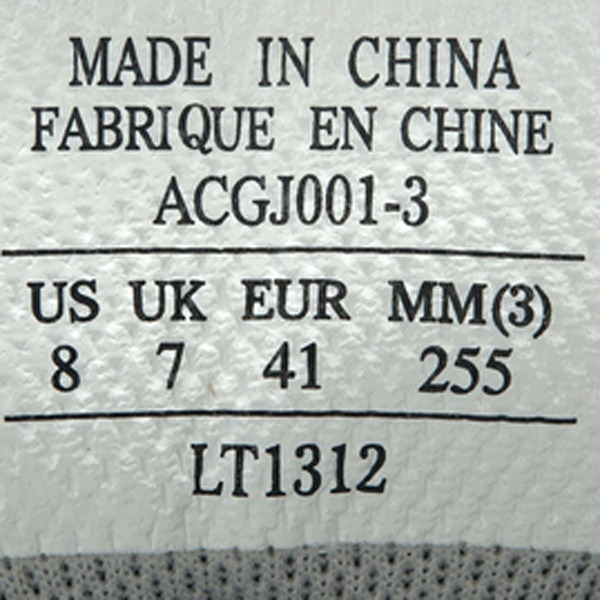 MADE IN CHINA
FABRIQUE EN CHINE
ACGJ001-3
US UK EUR MM(3)
8 7 41 255
LT1312